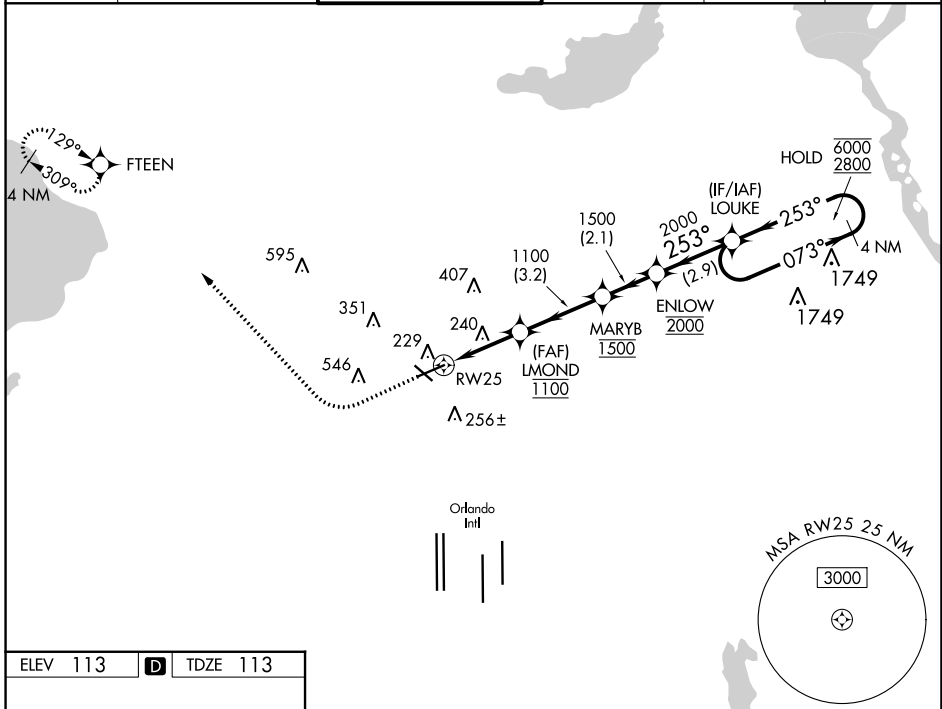 129°
309°
4 NM
FTEEN
HOLD
6000
2800
(IF/IAF)
LOUKE
253°
073°
4 NM
1749
1749
2000
253°
(2.9)
ENLOW
2000
1500
(2.1)
MARYB
1500
1100
(3.2)
(FAF)
LMOND
1100
595
407
351
240
229
546
RW25
256±
Orlando
Intl
MSA RW25 25 NM
3000
ELEV 113 D TDZE 113